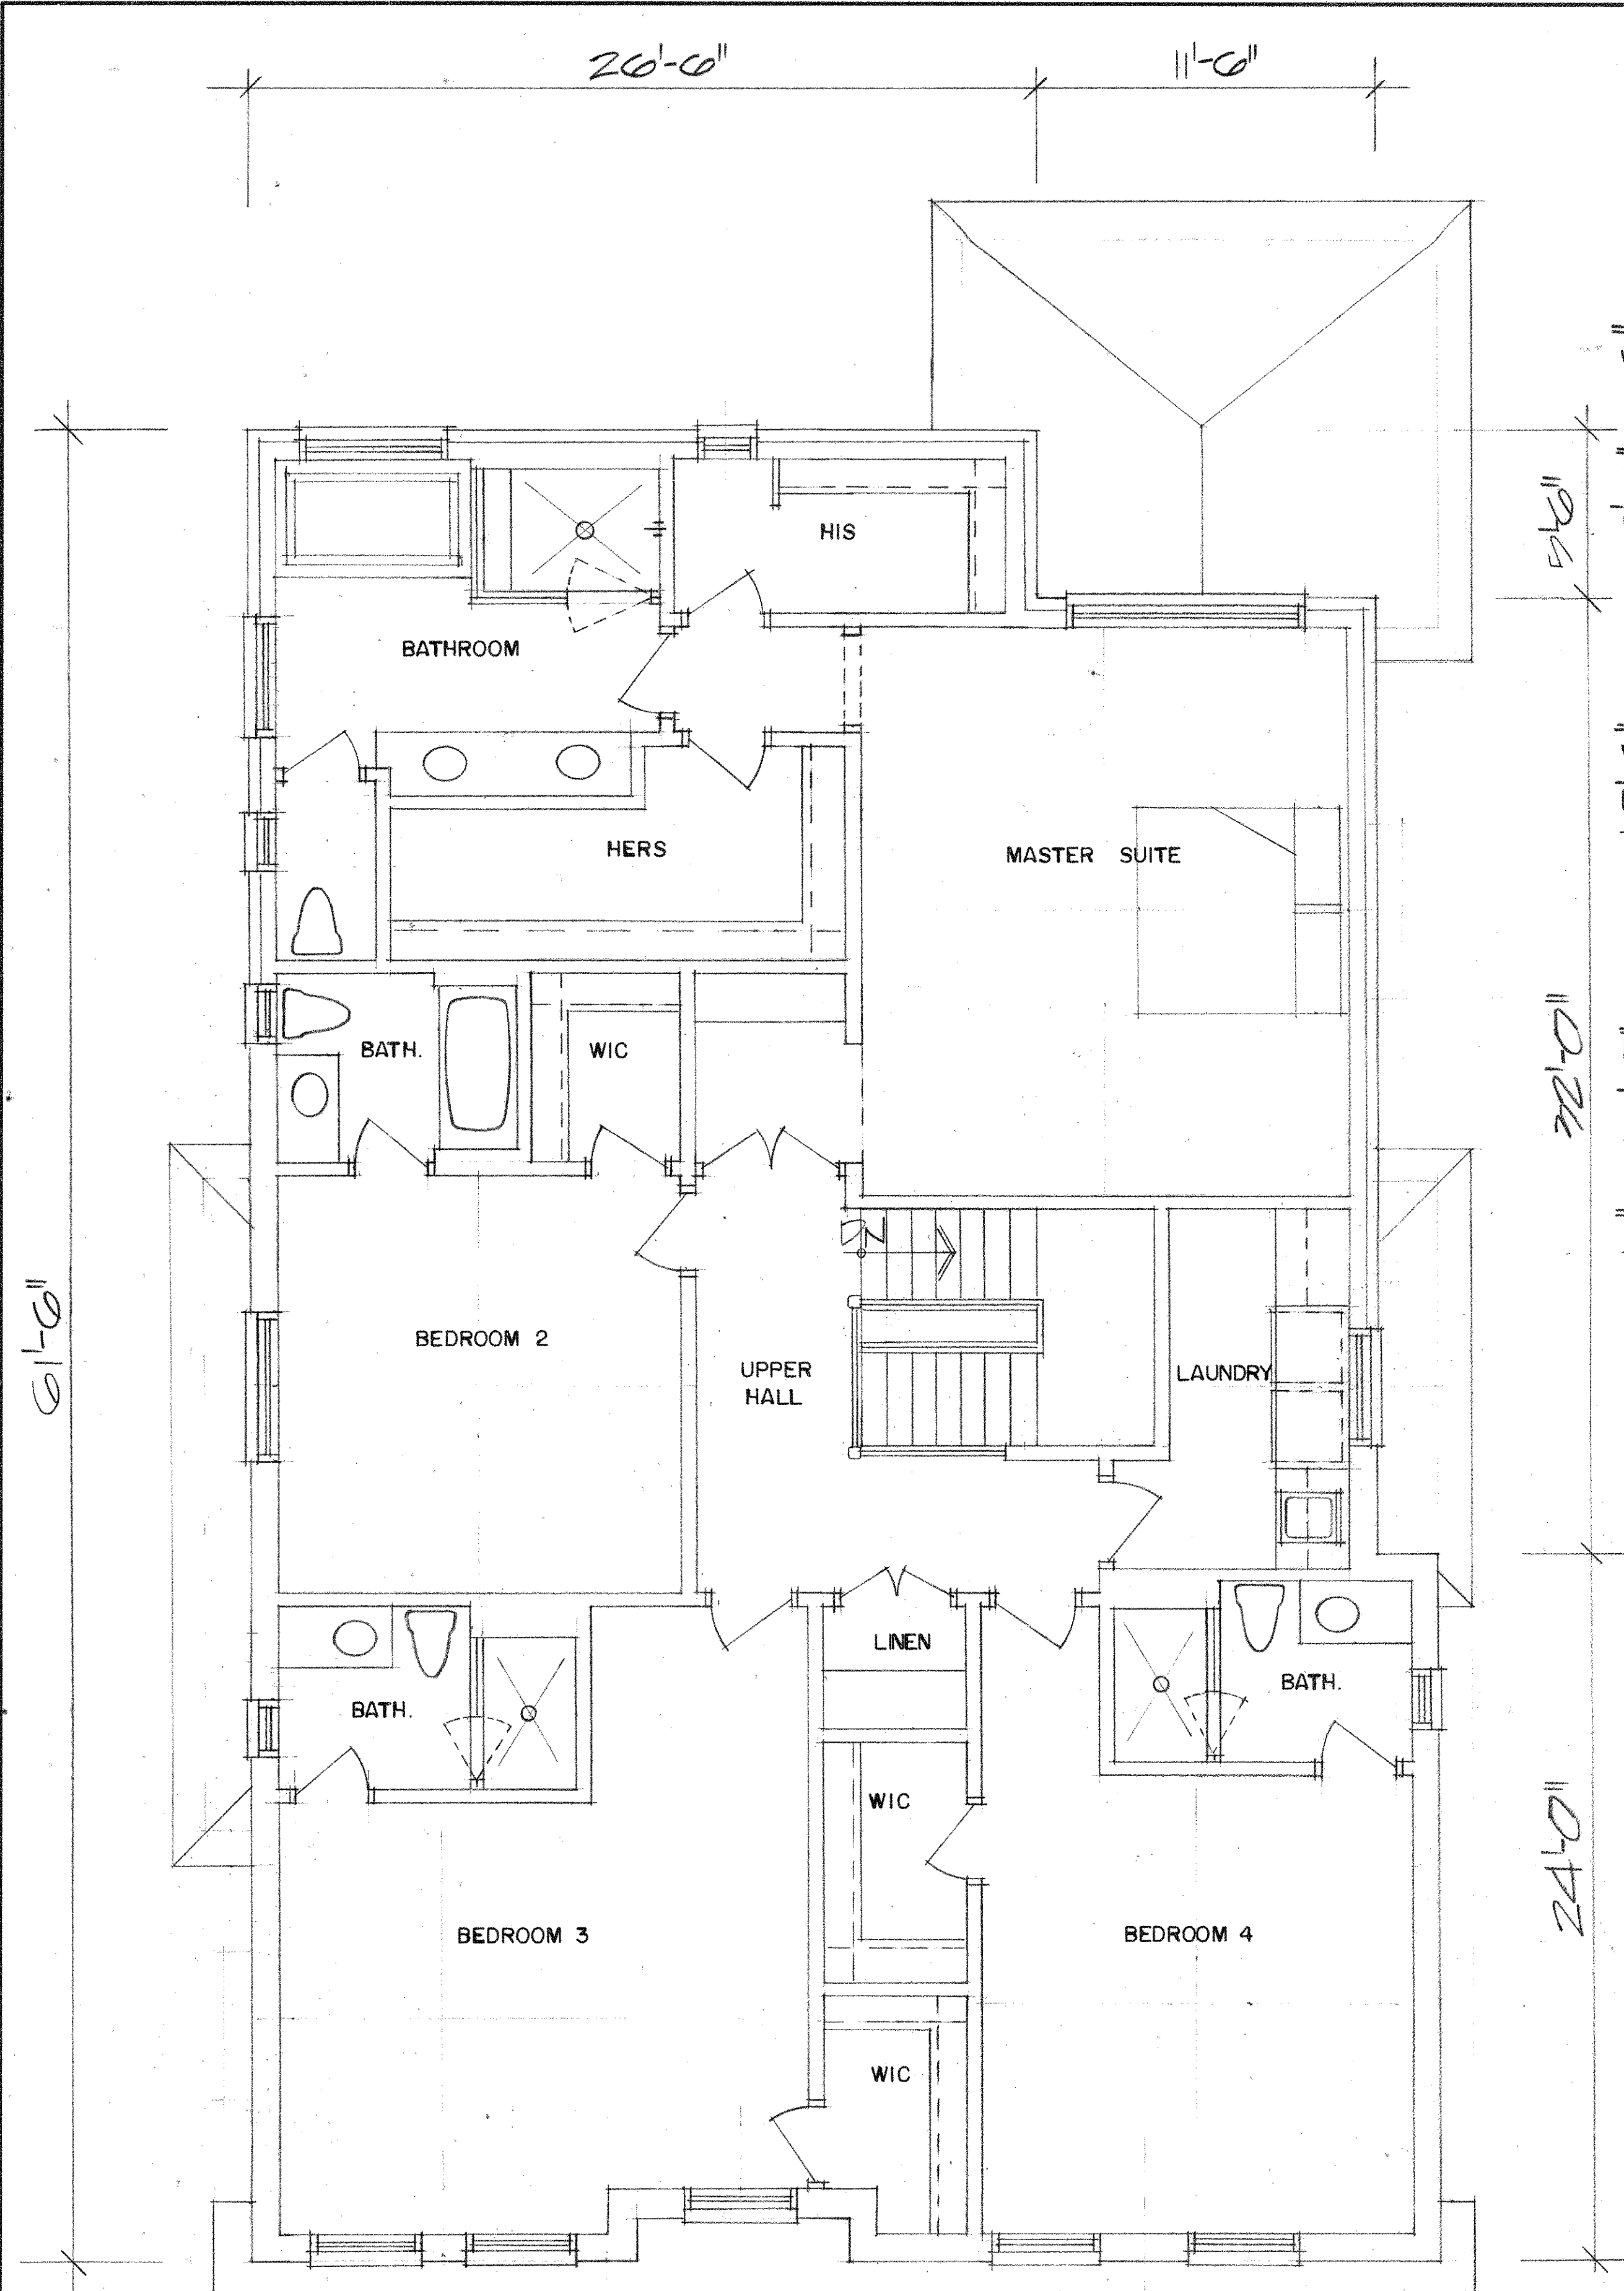 26'-6"
11'-6"
HIS
5'-6"
BATHROOM
HERS
MASTER SUITE
BATH.
WIC
32'-0"
61'-6"
BEDROOM 2
UPPER
HALL
LAUNDRY
LINEN
BATH.
BATH.
WIC
24'-0"
BEDROOM 3
BEDROOM 4
WIC